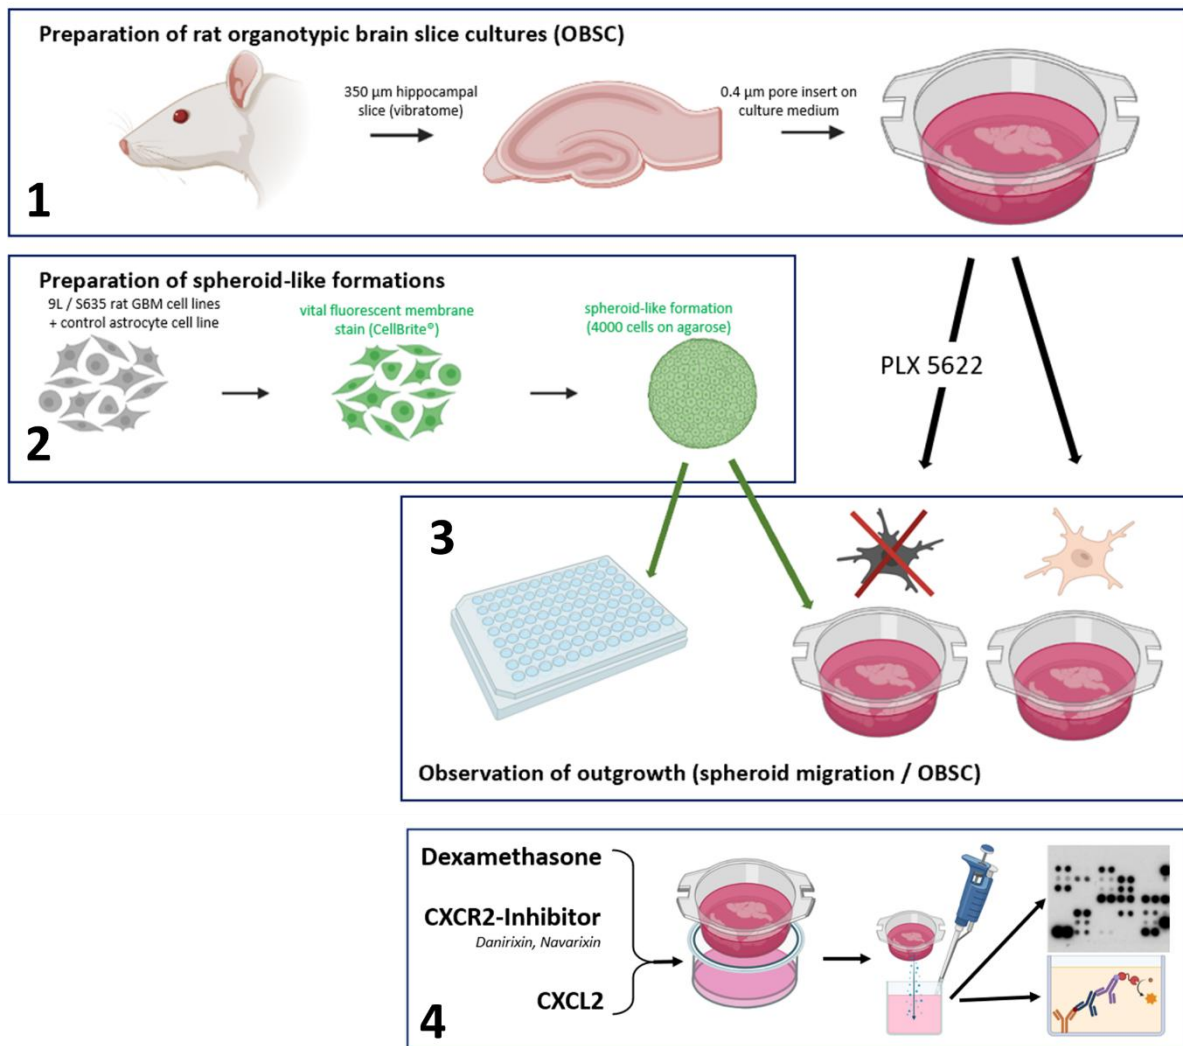 Preparation of rat organotypic brain slice cultures (OBSC)
350 μm hippocampal
slice (vibratome)
0.4 μm pore insert on
culture medium
1
Preparation of spheroid-like formations
9L / S635 rat GBM cell lines
+ control astrocyte cell line
vital fluorescent membrane
stain (CellBrite®)
spheroid-like formation
(4000 cells on agarose)
2
PLX 5622
3
Observation of outgrowth (spheroid migration / OBSC)
Dexamethasone
CXCR2-Inhibitor
Danirixin, Navarixin
CXCL2
4